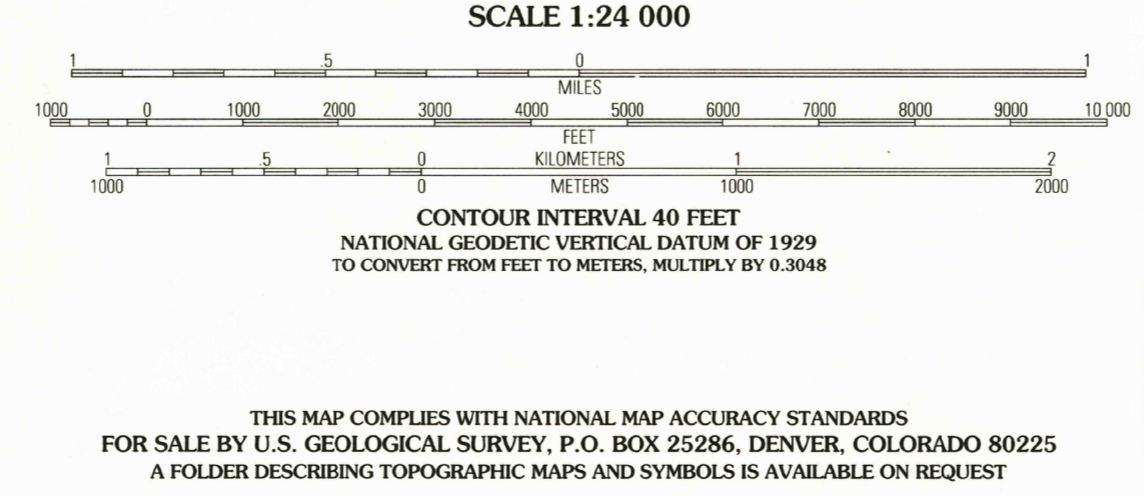 SCALE 1:24 000
1 .5 0 1
MILES
1000 0 1000 2000 3000 4000 5000 6000 7000 8000 9000 10 000
FEET
1 .5 0 KILOMETERS 1 2
1000 0 METERS 1000 2000
CONTOUR INTERVAL 40 FEET
NATIONAL GEODETIC VERTICAL DATUM OF 1929
TO CONVERT FROM FEET TO METERS, MULTIPLY BY 0.3048
THIS MAP COMPLIES WITH NATIONAL MAP ACCURACY STANDARDS
FOR SALE BY U.S. GEOLOGICAL SURVEY, P.O. BOX 25286, DENVER, COLORADO 80225
A FOLDER DESCRIBING TOPOGRAPHIC MAPS AND SYMBOLS IS AVAILABLE ON REQUEST